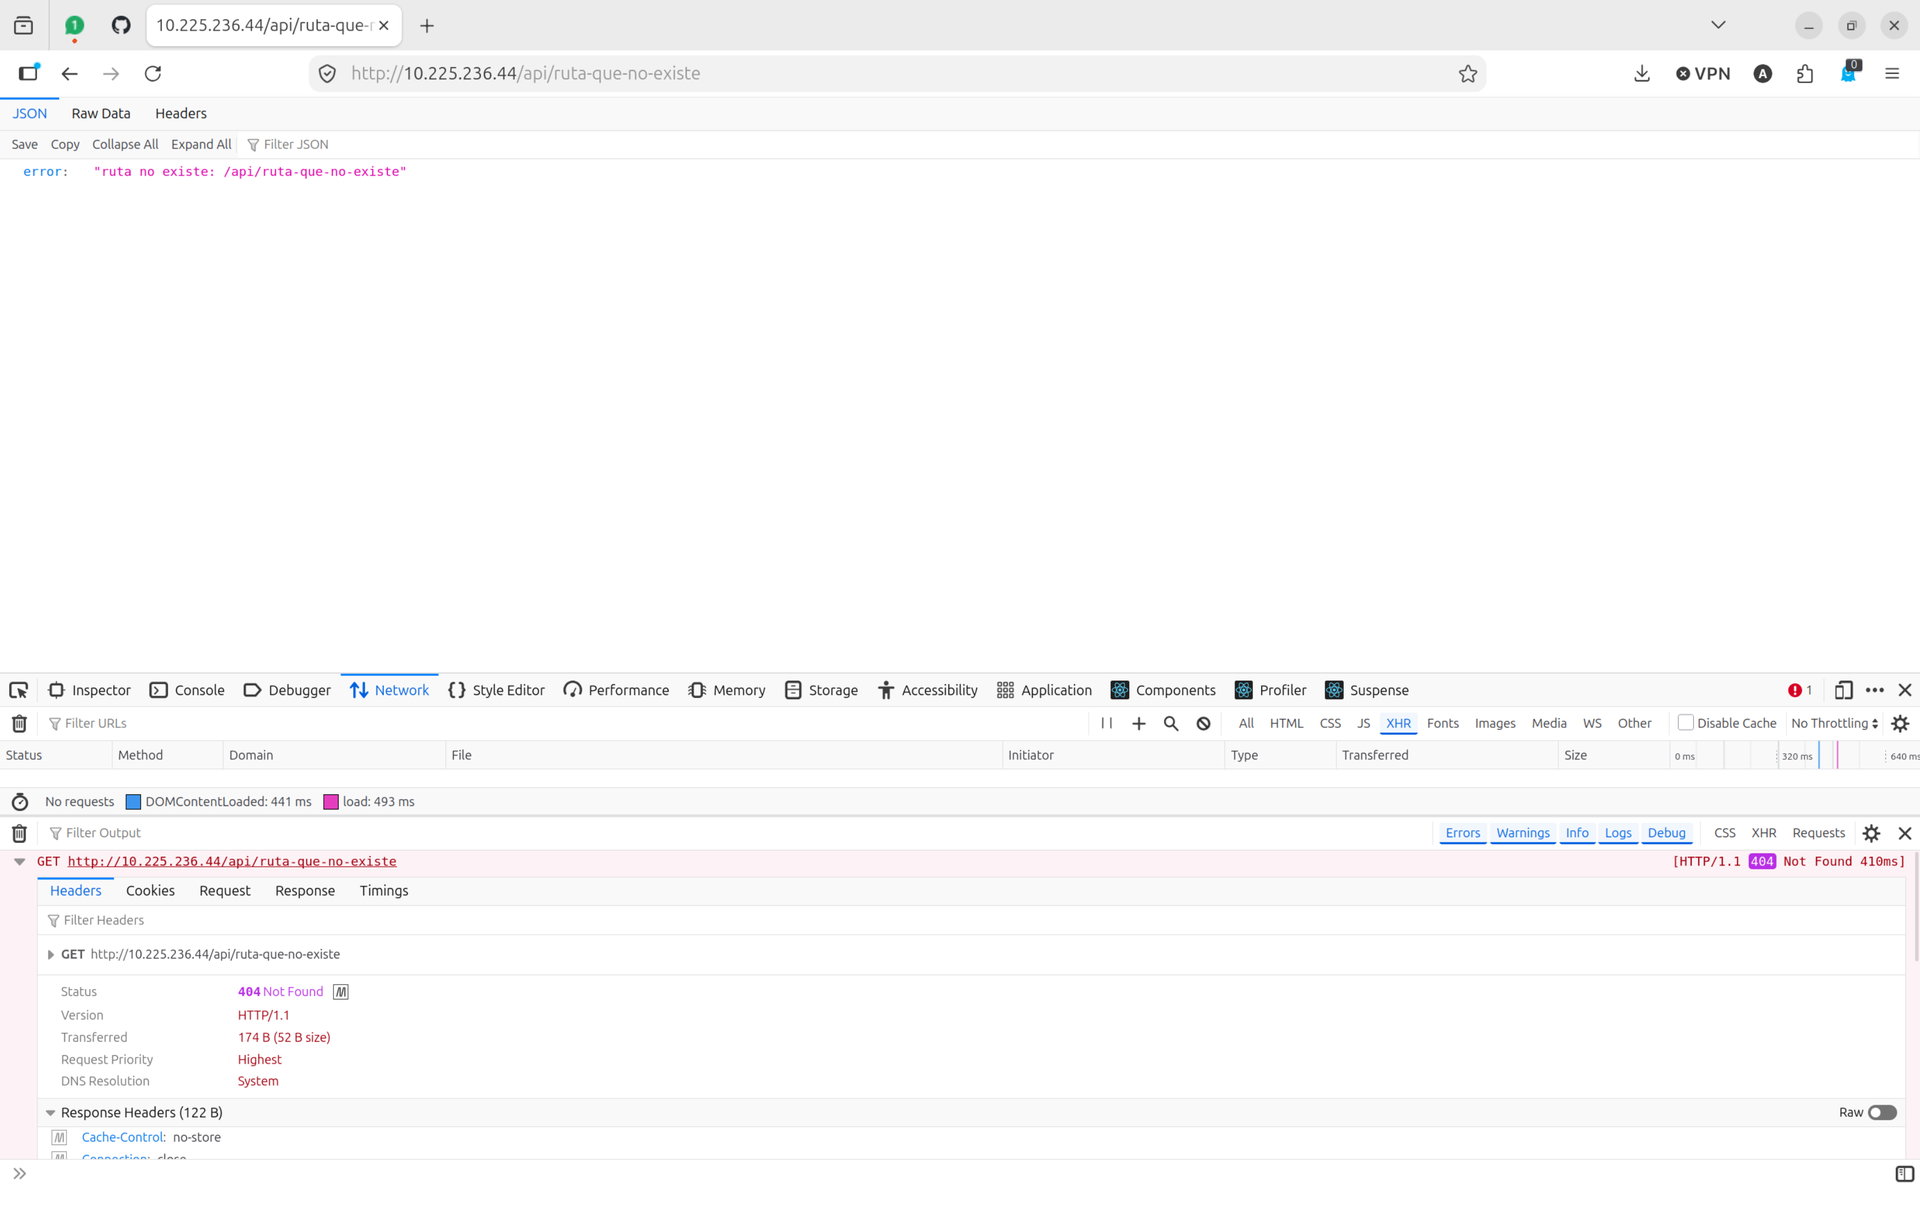 1
10.225.236.44/api/ruta-que-
http://10.225.236.44/api/ruta-que-no-existe
VPN
A
0
JSON Raw Data Headers
Save Copy Collapse All Expand All Filter JSON
error: "ruta no existe: /api/ruta-que-no-existe"
Inspector Console Debugger Network Style Editor Performance Memory Storage Accessibility Application Components Profiler Suspense 1
Filter URLs All HTML CSS JS XHR Fonts Images Media WS Other Disable Cache No Throttling
Status Method Domain File Initiator Type Transferred Size 0 ms 320 ms 640 ms
No requests DOMContentLoaded: 441 ms load: 493 ms
Filter Output Errors Warnings Info Logs Debug CSS XHR Requests
GET http://10.225.236.44/api/ruta-que-no-existe [HTTP/1.1 404 Not Found 410ms]
Headers Cookies Request Response Timings
Filter Headers
GET http://10.225.236.44/api/ruta-que-no-existe
Status 404 Not Found
Version HTTP/1.1
Transferred 174 B (52 B size)
Request Priority Highest
DNS Resolution System
Response Headers (122 B) Raw
Cache-Control: no-store
Connection: close